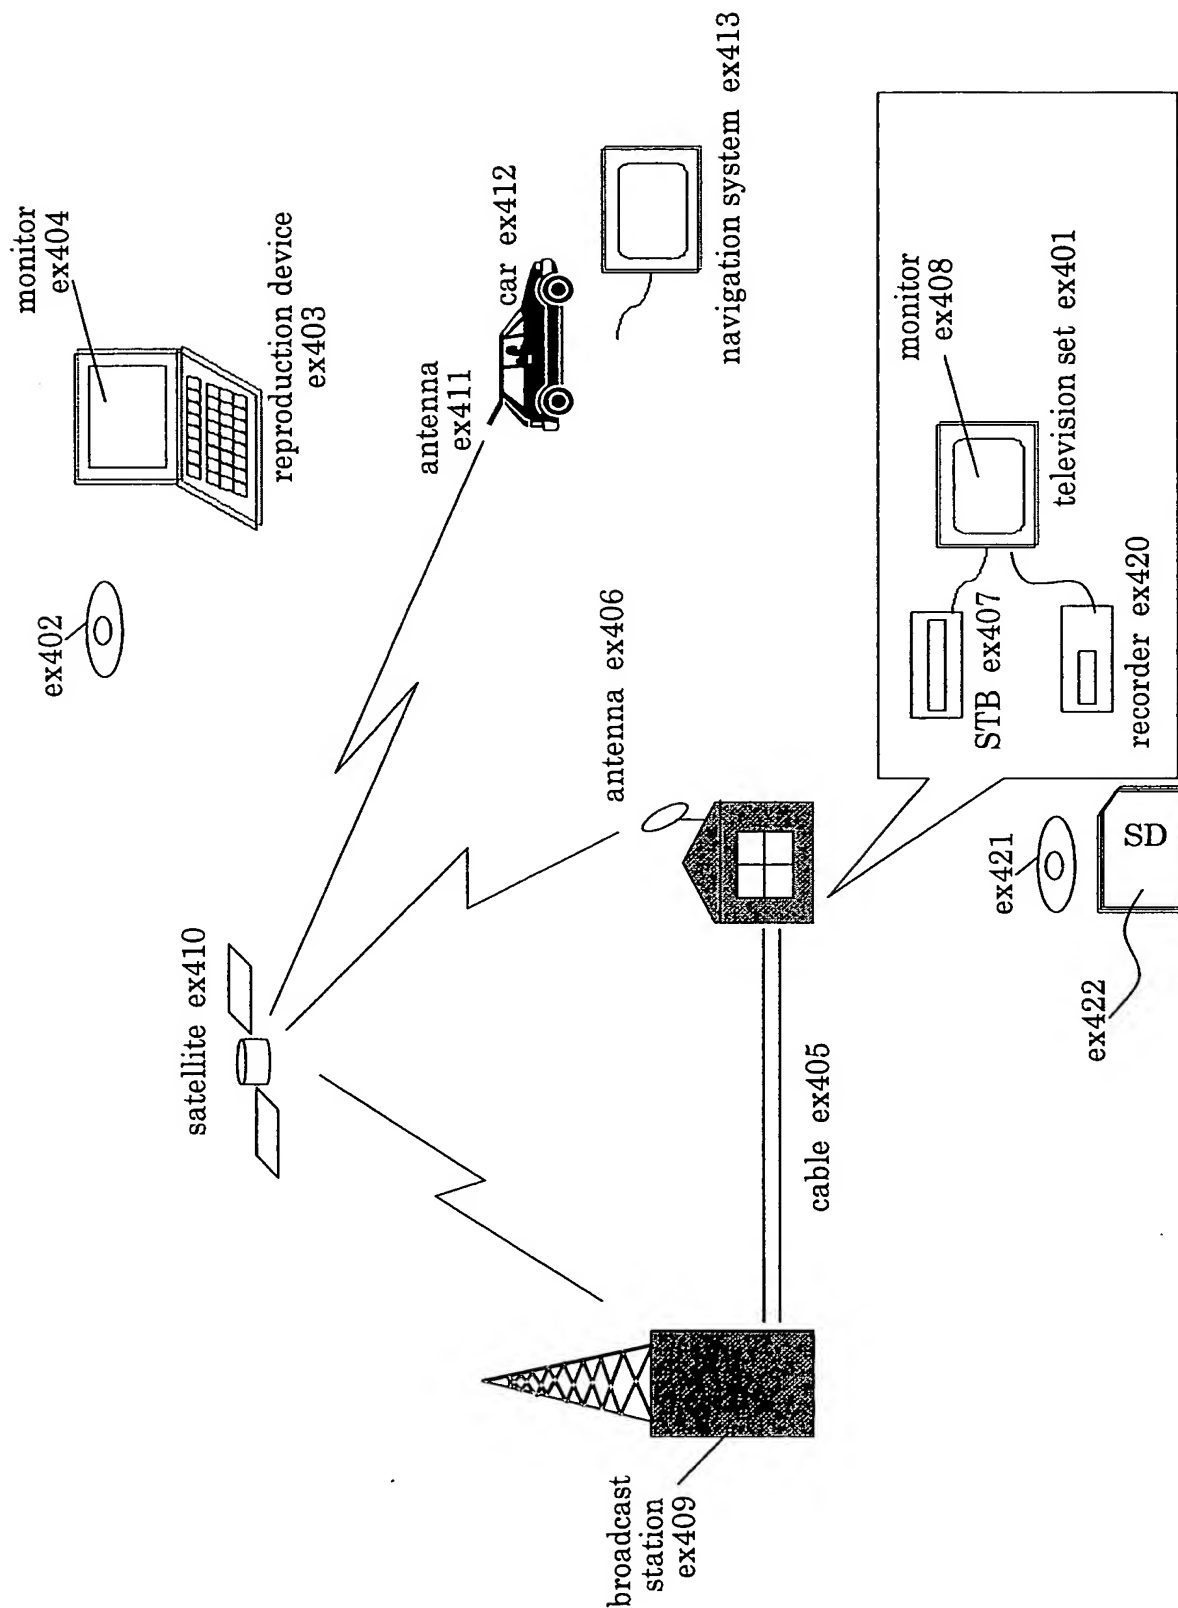 monitor
ex404
reproduction device
ex403
ex402
antenna
ex411
car ex412
navigation system ex413
satellite ex410
antenna ex406
cable ex405
broadcast
station
ex409
monitor
ex408
television set ex401
STB ex407
recorder ex420
ex421
SD
ex422